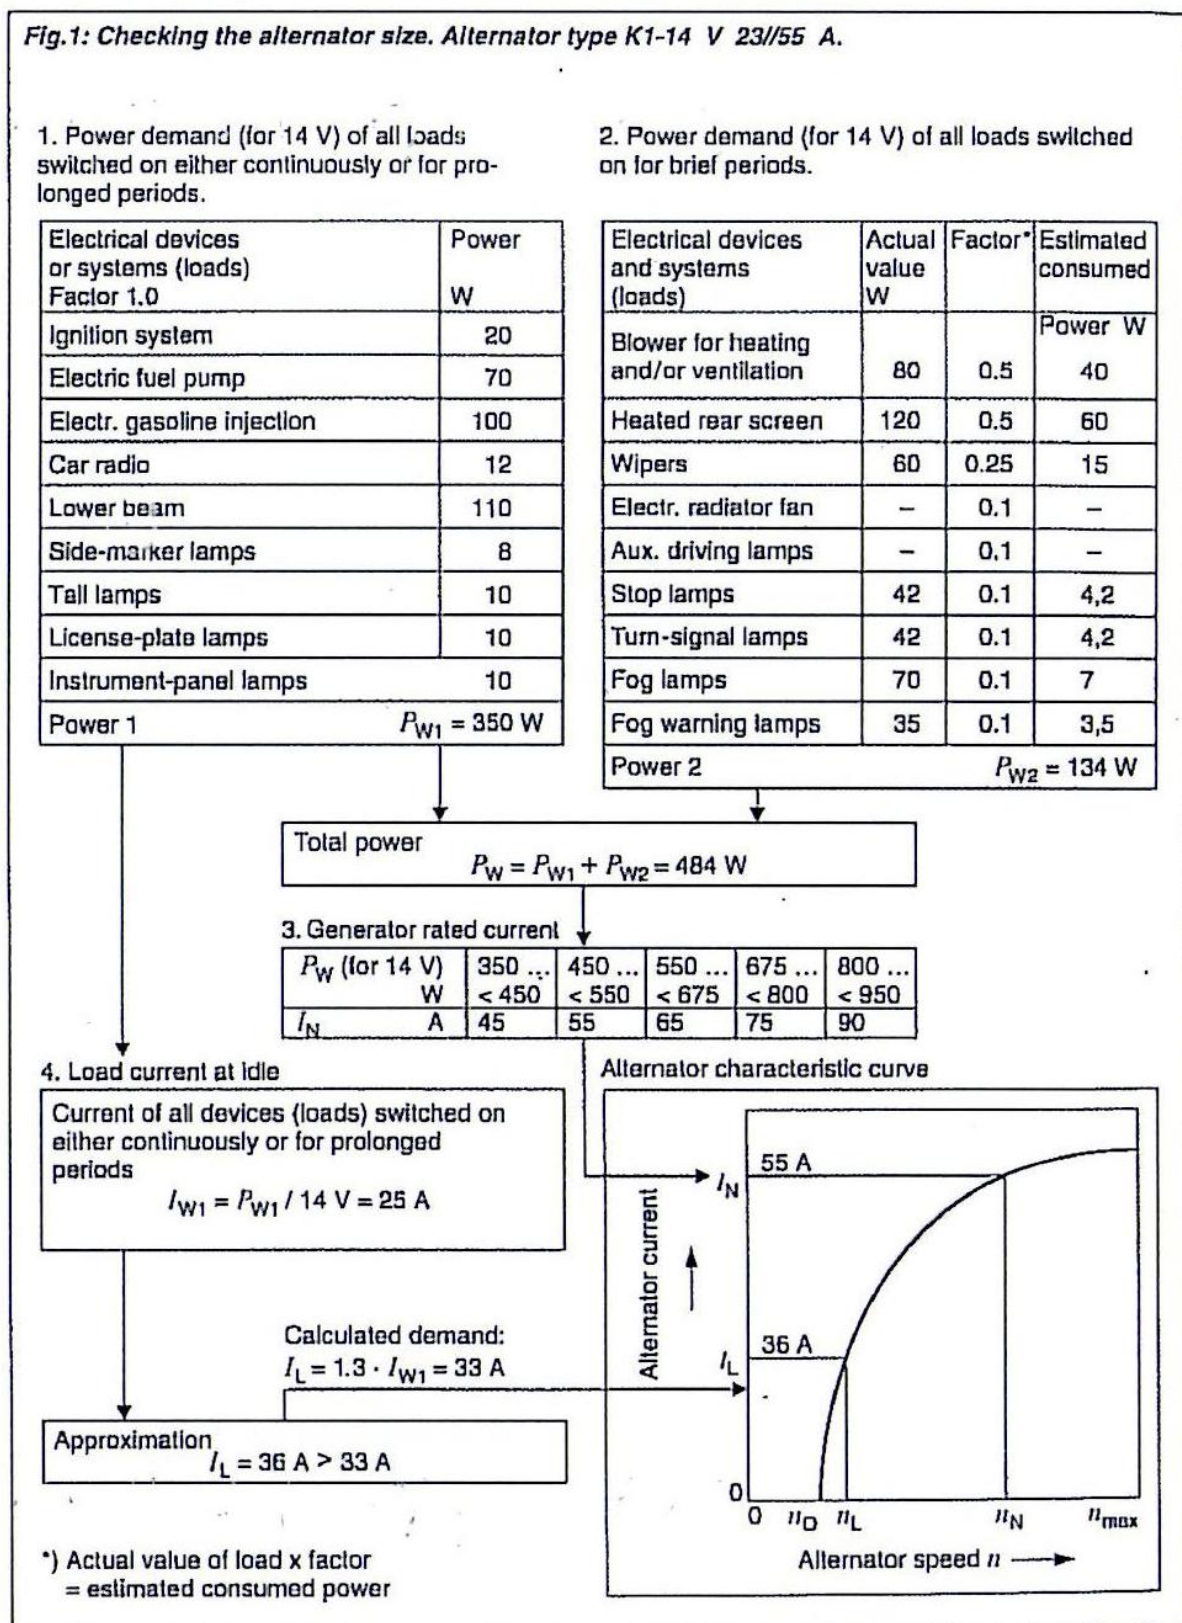 Fig.1: Checking the alternator size. Alternator type K1-14 V 23//55 A.
1. Power demand (for 14 V) of all loads
switched on either continuously or for pro-
longed periods.
Electrical devices
or systems (loads)
Factor 1.0
Power
W
Ignition system 20
Electric fuel pump 70
Electr. gasoline injection 100
Car radio 12
Lower beam 110
Side-marker lamps 8
Tail lamps 10
License-plate lamps 10
Instrument-panel lamps 10
Power 1 PW1 = 350 W
2. Power demand (for 14 V) of all loads switched
on for brief periods.
Electrical devices
and systems
(loads)
Actual
value
W
Factor*
Estimated
consumed
Power W
Blower for heating
and/or ventilation 80 0.5 40
Heated rear screen 120 0.5 60
Wipers 60 0.25 15
Electr. radiator fan – 0.1 –
Aux. driving lamps – 0.1 –
Stop lamps 42 0.1 4,2
Turn-signal lamps 42 0.1 4,2
Fog lamps 70 0.1 7
Fog warning lamps 35 0.1 3,5
Power 2 PW2 = 134 W
Total power
PW = PW1 + PW2 = 484 W
3. Generator rated current
PW (for 14 V) 350 ... 450 ... 550 ... 675 ... 800 ...
W < 450 < 550 < 675 < 800 < 950
IN A 45 55 65 75 90
4. Load current at idle
Current of all devices (loads) switched on
either continuously or for prolonged
periods
IW1 = PW1 / 14 V = 25 A
Calculated demand:
IL = 1.3 · IW1 = 33 A
Approximation
IL = 36 A > 33 A
*) Actual value of load x factor
= estimated consumed power
Alternator characteristic curve
Alternator current
IN
55 A
IL
36 A
0
0 nO nL nN nmax
Alternator speed n